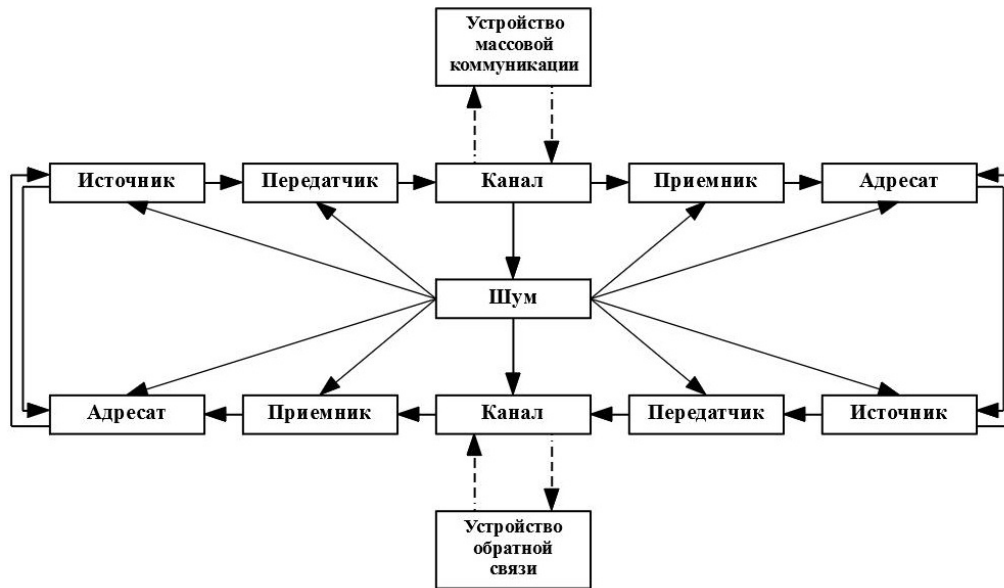 Устройство
массовой
коммуникации
Источник
Передатчик
Канал
Приемник
Адресат
Шум
Адресат
Приемник
Канал
Передатчик
Источник
Устройство
обратной
связи